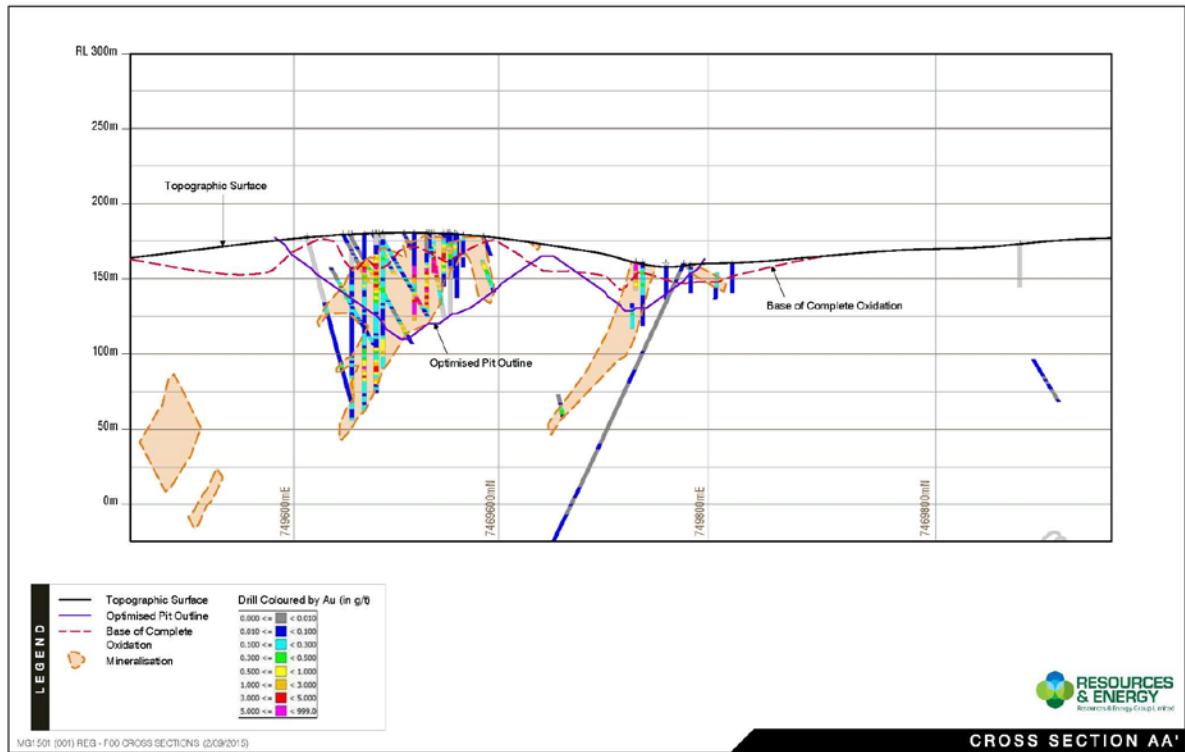 RL 300m
250m
200m
150m
100m
50m
0m
Topographic Surface
Optimised Pit Outline
Base of Complete Oxidation
749600mE
7469600mN
749800mE
7469800mN
LEGEND
Topographic Surface
Optimised Pit Outline
Base of Complete
Oxidation
Mineralisation
Drill Coloured by Au (in g/t)
0.000 <= < 0.010
0.010 <= < 0.100
0.100 <= < 0.300
0.300 <= < 0.500
0.500 <= < 1.000
1.000 <= < 3.000
3.000 <= < 5.000
5.000 <= < 999.0
RESOURCES
& ENERGY
Resources & Energy Group Limited
MG1501 (001) REG - F00 CROSS SECTIONS (2/09/2015)
CROSS SECTION AA'